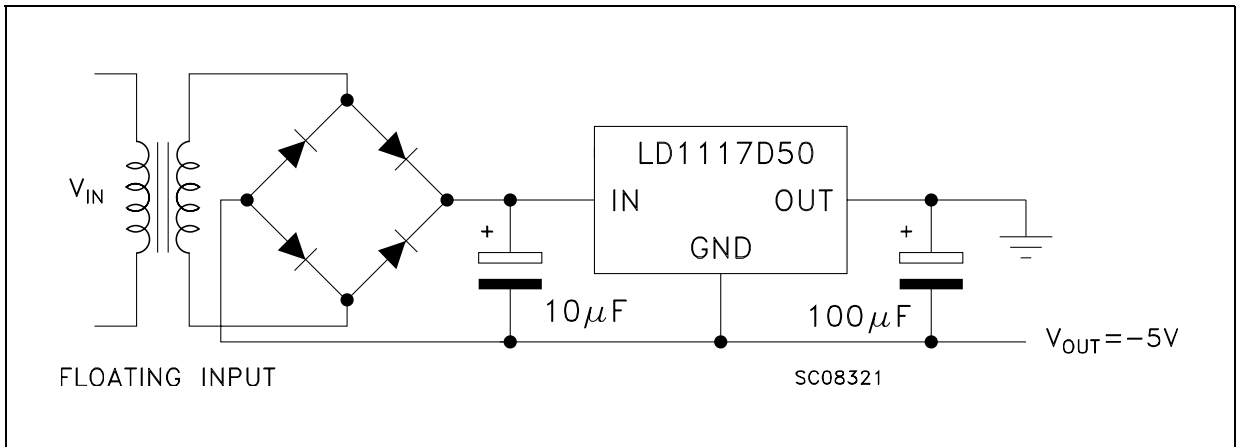 LD1117D50
V_IN
IN
OUT
+
+
GND
10μF
100μF
V_OUT=-5V
FLOATING INPUT
SC08321